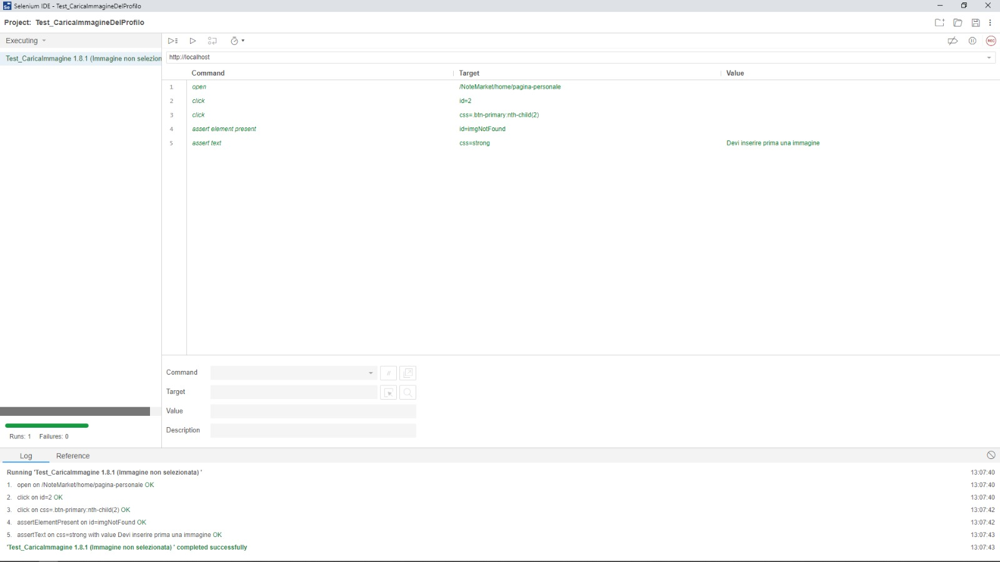 Selenium IDE - Test_CaricaImmagineDelProfilo
Project: Test_CaricaImmagineDelProfilo
Executing
Test_CaricaImmagine 1.8.1 (Immagine non selezion
http://localhost
REC
Command Target Value
1 open /NoteMarket/home/pagina-personale
2 click id=2
3 click css=.btn-primary:nth-child(2)
4 assert element present id=imgNotFound
5 assert text css=strong Devi inserire prima una immagine
Command
//
Target
Value
Description
Runs: 1 Failures: 0
Log Reference
Running 'Test_CaricaImmagine 1.8.1 (Immagine non selezionata) ' 13:07:40
1. open on /NoteMarket/home/pagina-personale OK 13:07:40
2. click on id=2 OK 13:07:40
3. click on css=.btn-primary:nth-child(2) OK 13:07:42
4. assertElementPresent on id=imgNotFound OK 13:07:42
5. assertText on css=strong with value Devi inserire prima una immagine OK 13:07:43
'Test_CaricaImmagine 1.8.1 (Immagine non selezionata) ' completed successfully 13:07:43